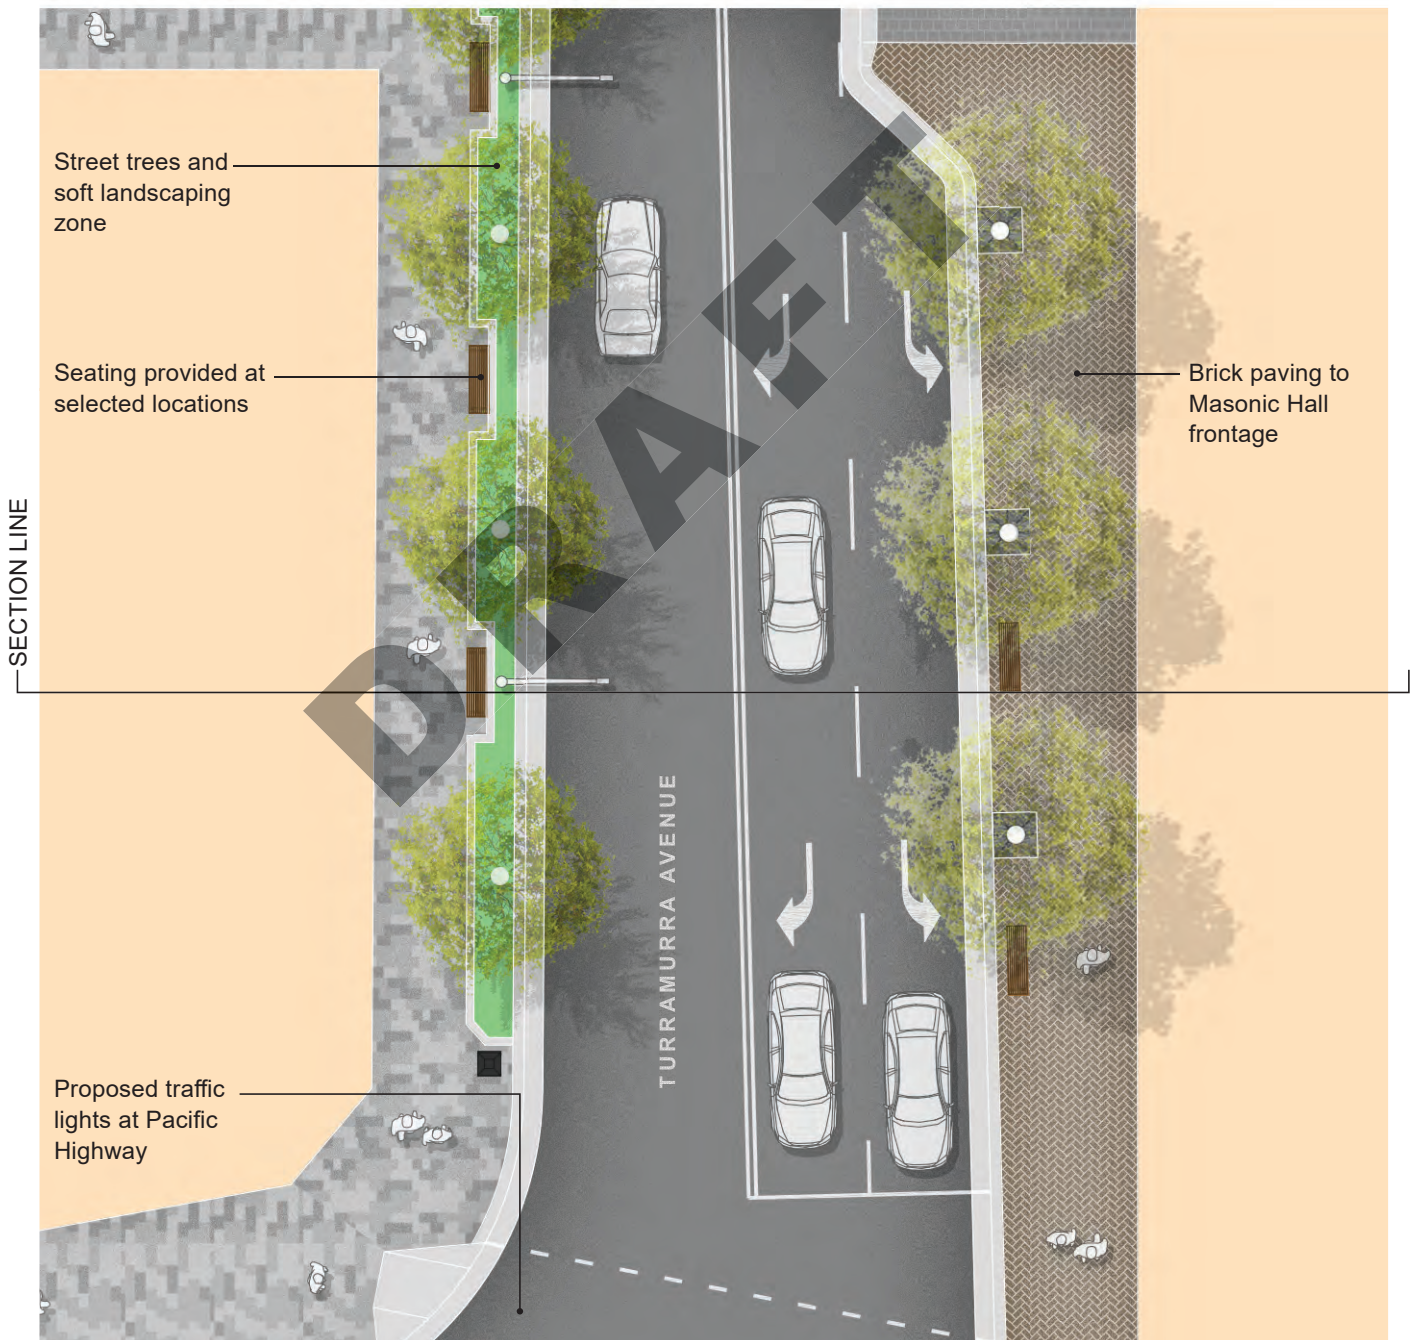 Street trees and
soft landscaping
zone
Seating provided at
selected locations
Brick paving to
Masonic Hall
frontage
SECTION LINE
DRAFT
TURRAMURRA AVENUE
Proposed traffic
lights at Pacific
Highway